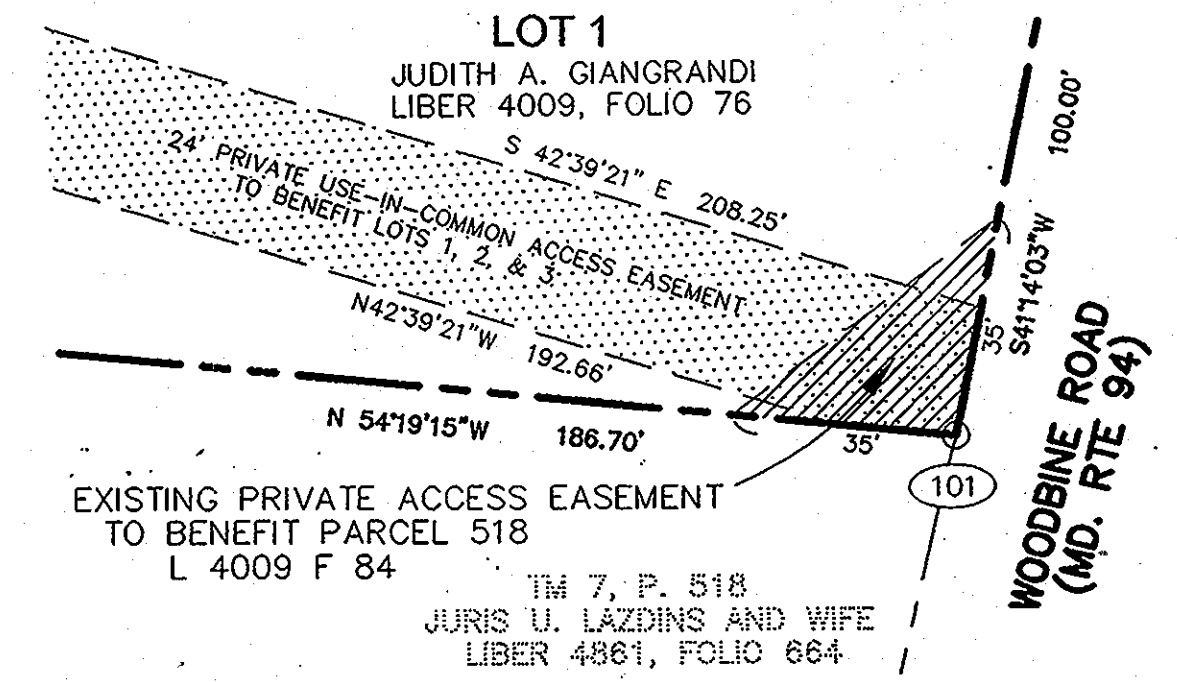 LOT 1
JUDITH A. GIANGRANDI
LIBER 4009, FOLIO 76
100.00'
S 42°39'21" E 208.25'
24' PRIVATE USE-IN-COMMON ACCESS EASEMENT
TO BENEFIT LOTS 1, 2, & 3
N42°39'21"W 192.66'
35'
S41°14'03"W
WOODBINE ROAD
(MD. RTE 94)
N 54°19'15"W 186.70'
35'
101
EXISTING PRIVATE ACCESS EASEMENT
TO BENEFIT PARCEL 518
L 4009 F 84
TM 7, P. 518
JURIS U. LAZDINS AND WIFE
LIBER 4861, FOLIO 664